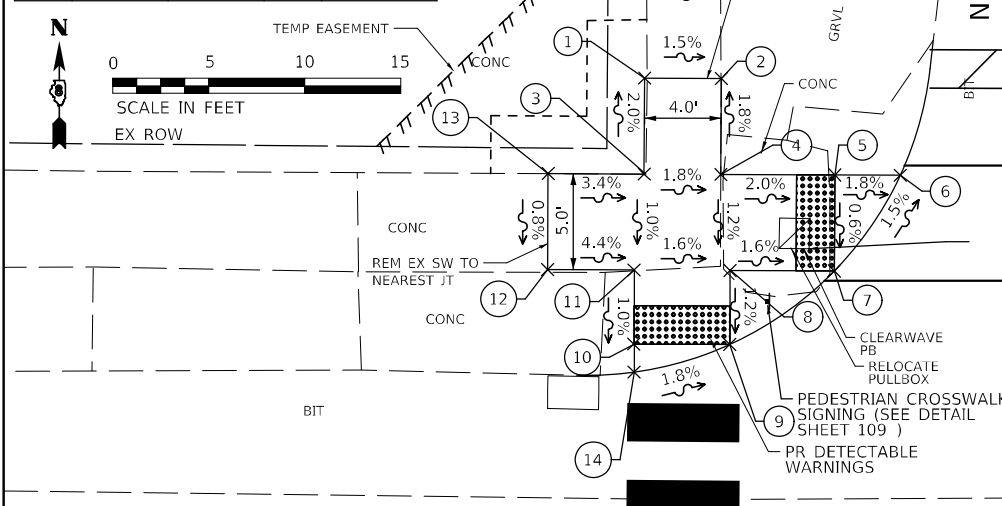 N
TEMP EASEMENT
CONC
GRVL
N
0 5 10 15
SCALE IN FEET
EX ROW
1
1.5%
2
BIT
3
2.0%
4.0'
1.8%
CONC
13
4
5
6
3.4%
1.8%
2.0%
1.8%
1.5%
0.8%
5.0'
1.0%
1.2%
0.6%
CONC
4.4%
1.6%
1.6%
REM EX SW TO
NEAREST JT
12
11
7
8
CONC
1.0%
1.2%
10
CLEARWAVE
PB
RELOCATE
PULLBOX
1.8%
BIT
9
PEDESTRIAN CROSSWALK
SIGNING (SEE DETAIL
SHEET 109 )
14
PR DETECTABLE
WARNINGS